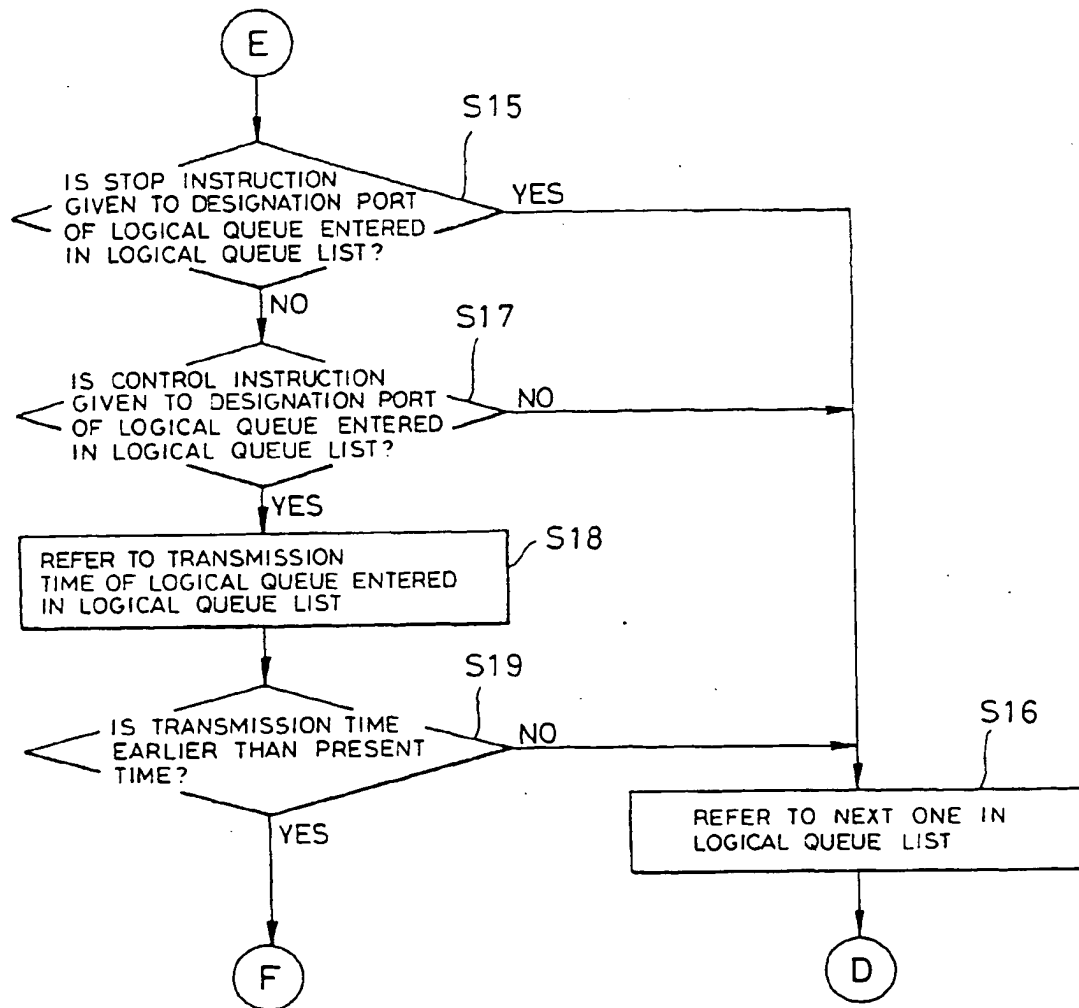 E
S15
IS STOP INSTRUCTION
GIVEN TO DESIGNATION PORT
OF LOGICAL QUEUE ENTERED
IN LOGICAL QUEUE LIST?
YES
NO
S17
IS CONTROL INSTRUCTION
GIVEN TO DESIGNATION PORT
OF LOGICAL QUEUE ENTERED
IN LOGICAL QUEUE LIST?
NO
YES
S18
REFER TO TRANSMISSION
TIME OF LOGICAL QUEUE ENTERED
IN LOGICAL QUEUE LIST
S19
IS TRANSMISSION TIME
EARLIER THAN PRESENT
TIME?
NO
YES
S16
REFER TO NEXT ONE IN
LOGICAL QUEUE LIST
F
D